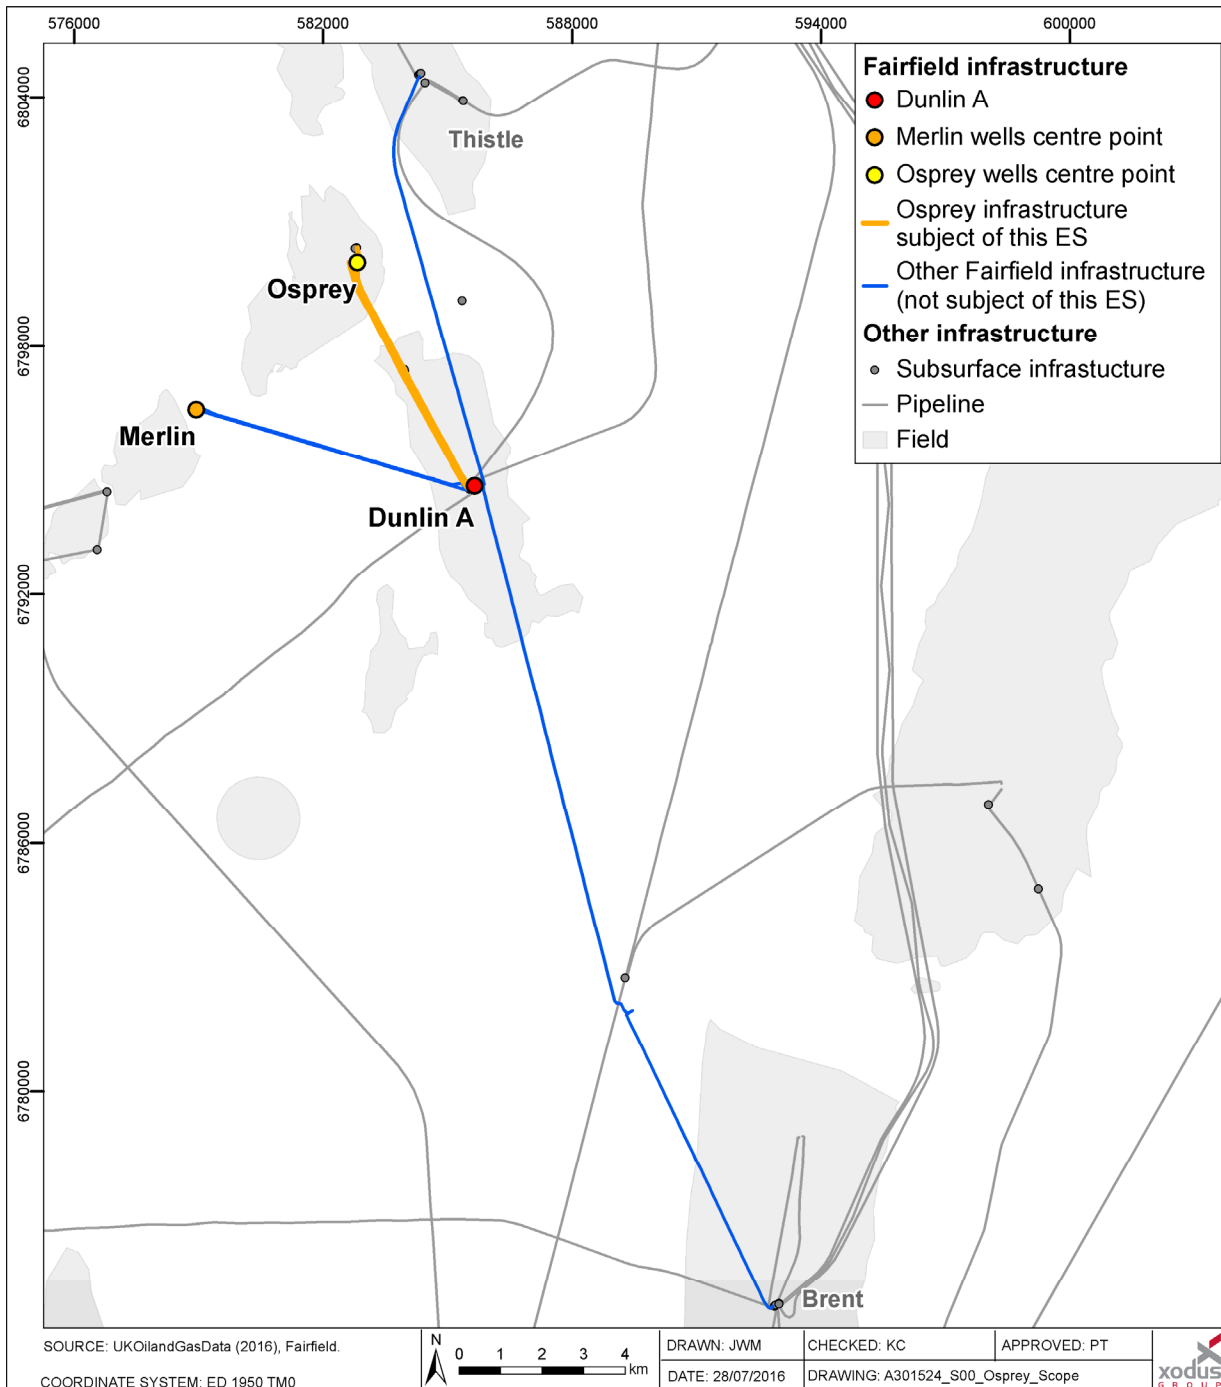 576000 582000 588000 594000 600000
6804000
6798000
6792000
6786000
6780000
Fairfield infrastructure
Dunlin A
Merlin wells centre point
Osprey wells centre point
Osprey infrastructure
subject of this ES
Other Fairfield infrastructure
(not subject of this ES)
Other infrastructure
Subsurface infrastucture
Pipeline
Field
Thistle
Osprey
Merlin
Dunlin A
Brent
SOURCE: UKOilandGasData (2016), Fairfield.
COORDINATE SYSTEM: ED 1950 TM0
N
0 1 2 3 4
km
DRAWN: JWM
CHECKED: KC
APPROVED: PT
DATE: 28/07/2016
DRAWING: A301524_S00_Osprey_Scope
xodus
GROUP